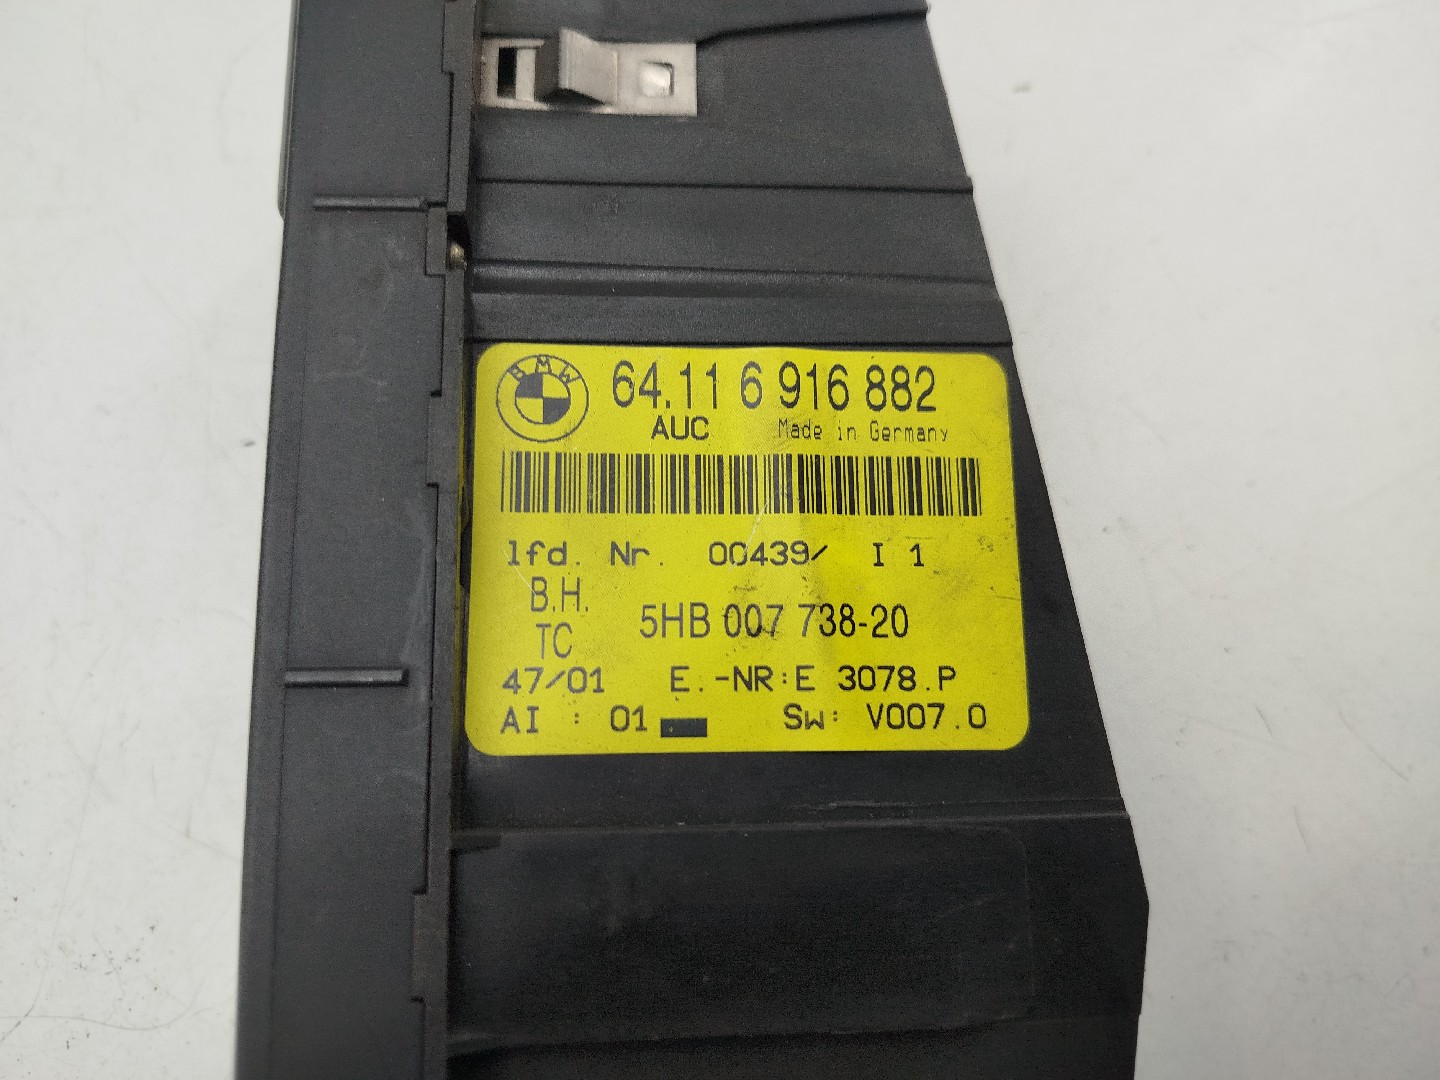 BMW
64.11 6 916 882
AUC Made in Germany
lfd. Nr. 00439/ I 1
B.H.
TC 5HB 007 738-20
47/01 E.-NR:E 3078.P
AI : 01 Sw: V007.0